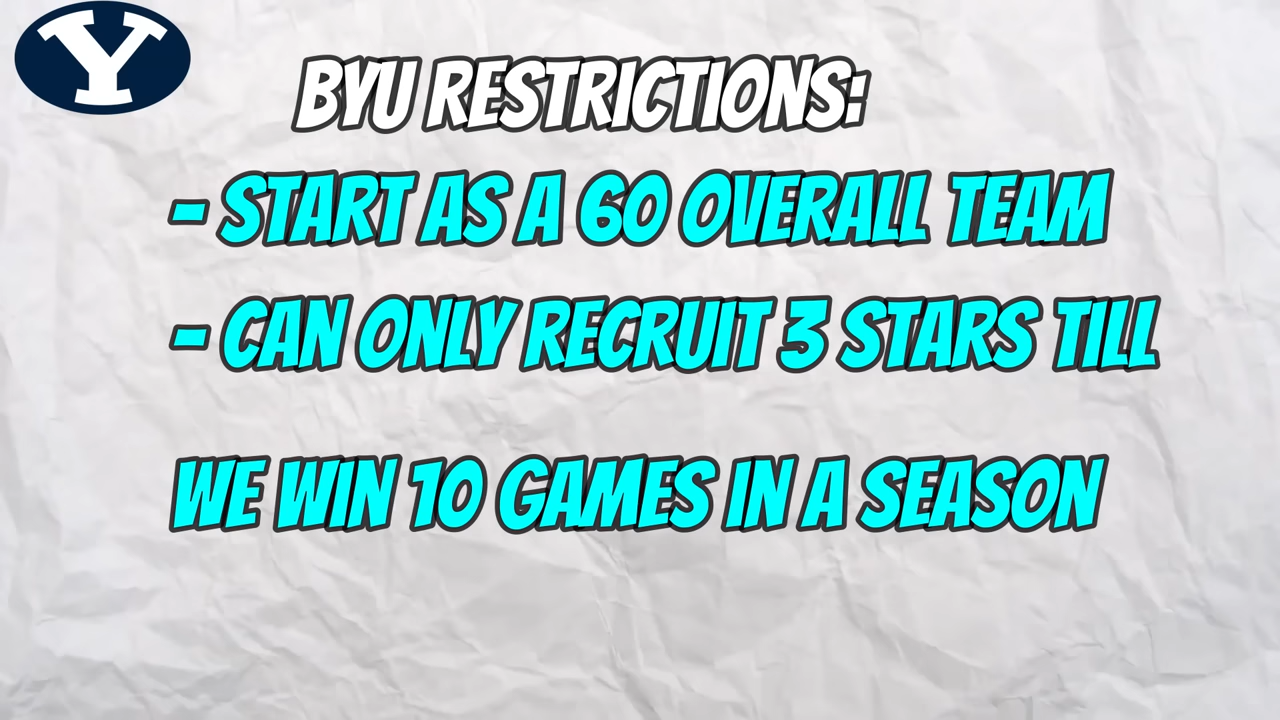 Y
BYU RESTRICTIONS:
- START AS A 60 OVERALL TEAM
- CAN ONLY RECRUIT 3 STARS TILL
WE WIN 10 GAMES IN A SEASON